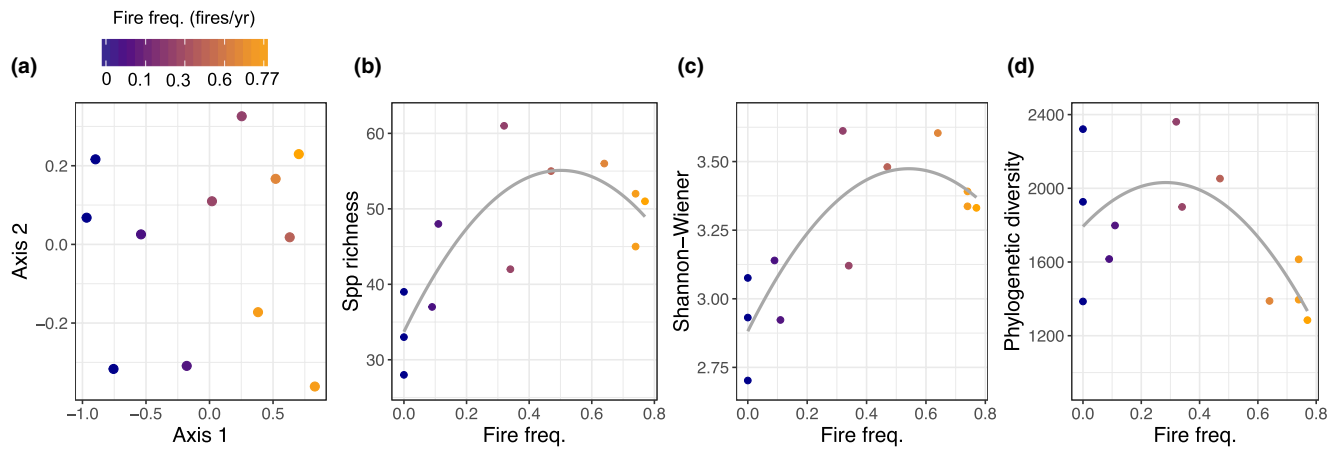 Fire freq. (fires/yr)
0 0.1 0.3 0.6 0.77
(a)
Axis 2
0.2
0.0
−0.2
−1.0 −0.5 0.0 0.5
Axis 1
(b)
Spp richness
60
50
40
30
0.0 0.2 0.4 0.6 0.8
Fire freq.
(c)
Shannon−Wiener
3.50
3.25
3.00
2.75
0.0 0.2 0.4 0.6 0.8
Fire freq.
(d)
Phylogenetic diversity
2400
2000
1600
1200
0.0 0.2 0.4 0.6 0.8
Fire freq.